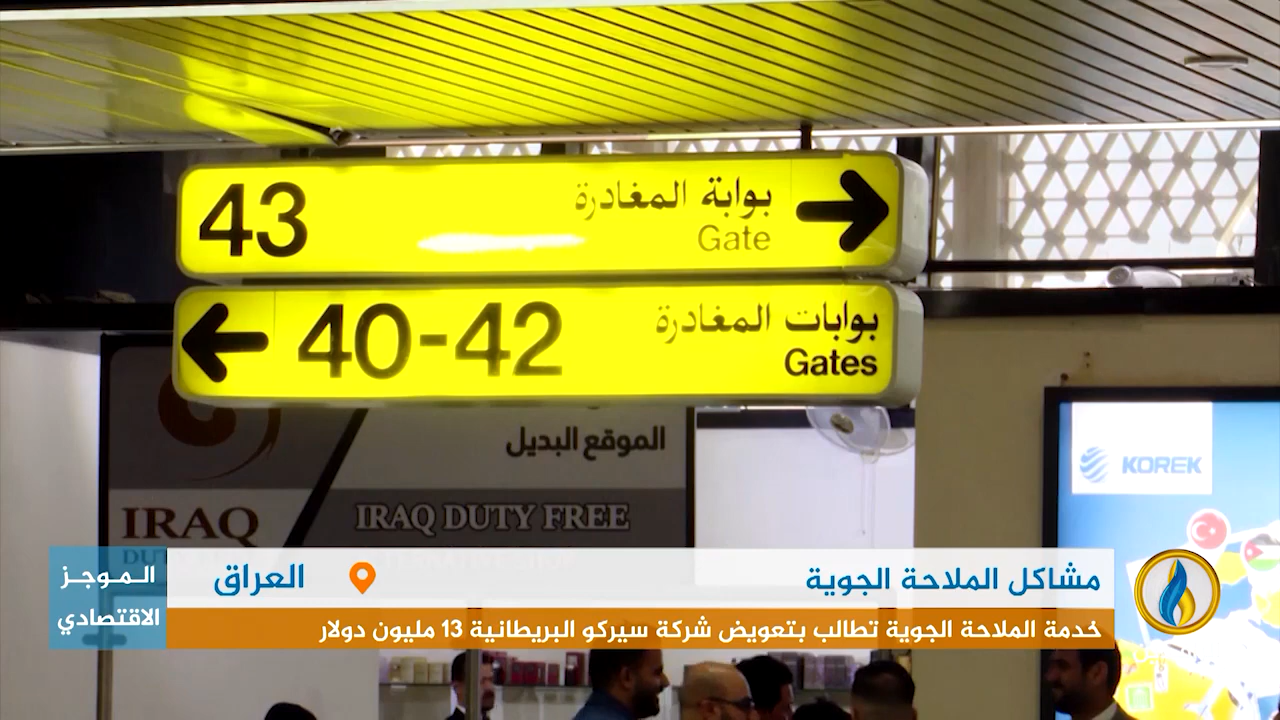 43 بوابة المغادرة
Gate
40-42 بوابات المغادرة
Gates
الموقع البديل
IRAQ
IRAQ DUTY FREE
KOREK
مشاكل الملاحة الجوية
العراق
الموجز
الاقتصادي
خدمة الملاحة الجوية تطالب بتعويض شركة سيركو البريطانية 13 مليون دولار